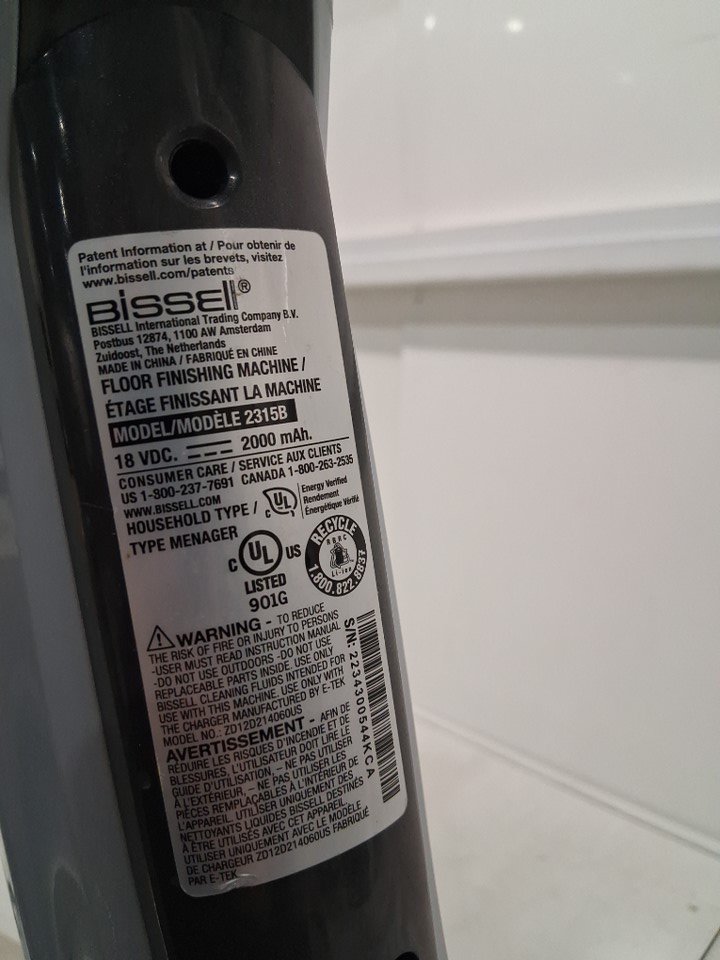 Patent Information at / Pour obtenir de
l'information sur les brevets, visitez
www.bissell.com/patents
BISSELL®
BISSELL International Trading Company B.V.
Postbus 12874, 1100 AW Amsterdam
Zuidoost, The Netherlands
MADE IN CHINA / FABRIQUÉ EN CHINE
FLOOR FINISHING MACHINE /
ÉTAGE FINISSANT LA MACHINE
MODEL/MODÈLE 2315B
18 VDC. 2000 mAh.
CONSUMER CARE / SERVICE AUX CLIENTS
US 1-800-237-7691 CANADA 1-800-263-2535
WWW.BISSELL.COM
HOUSEHOLD TYPE /
TYPE MENAGER
C UL
Energy Verified
Rendement
Énergétique Vérifié
C UL US
LISTED
901G
RECYCLE
RBRC
Li-Ion
1.800.822.8837
WARNING - TO REDUCE
THE RISK OF FIRE OR INJURY TO PERSONS
-USER MUST READ INSTRUCTION MANUAL
-DO NOT USE OUTDOORS -DO NOT USE
REPLACEABLE PARTS INSIDE. USE ONLY
BISSELL CLEANING FLUIDS INTENDED FOR
USE WITH THIS MACHINE. USE ONLY WITH
THE CHARGER MANUFACTURED BY E-TEK
MODEL NO.: ZD12D214060US
AVERTISSEMENT - AFIN DE
RÉDUIRE LES RISQUES D'INCENDIE ET DE
BLESSURES, L'UTILISATEUR DOIT LIRE LE
GUIDE D'UTILISATION. – NE PAS UTILISER
À L'EXTÉRIEUR. – NE PAS UTILISER LES
PIÈCES REMPLAÇABLES À L'INTÉRIEUR DE
L'APPAREIL. UTILISER UNIQUEMENT DES
NETTOYANTS LIQUIDES BISSELL DESTINÉS
À ÊTRE UTILISÉS AVEC CET APPAREIL.
UTILISER UNIQUEMENT AVEC LE MODÈLE
DE CHARGEUR ZD12D214060US FABRIQUÉ
PAR E-TEK
S/N: 223430054​4KCA